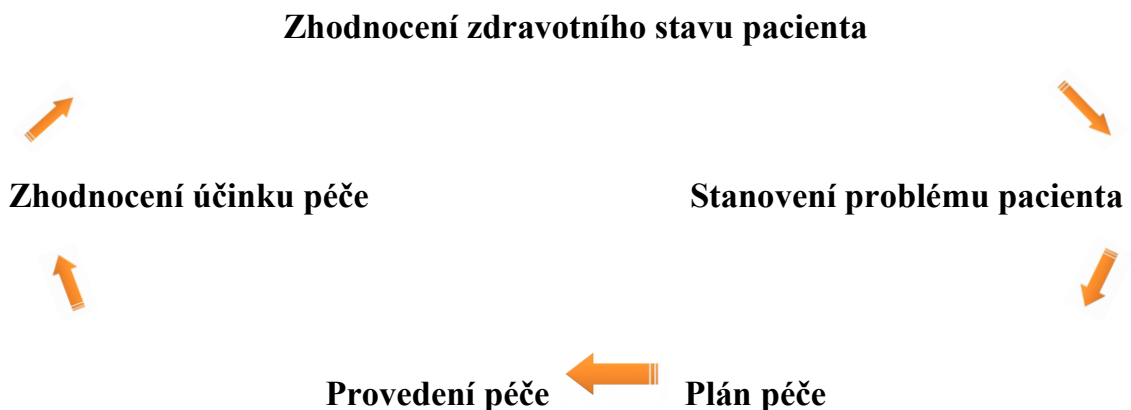 Zhodnocení zdravotního stavu pacienta
Zhodnocení účinku péče
Stanovení problému pacienta
Provedení péče
Plán péče